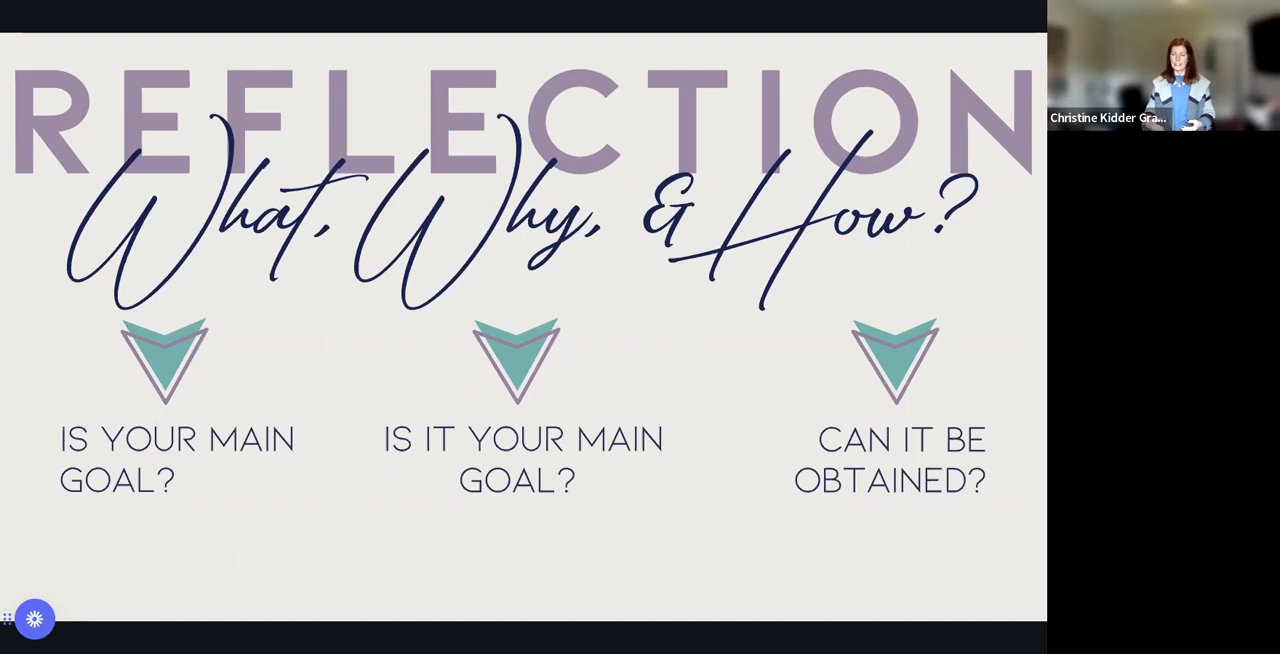 REFLECTION
What, Why, & How?
IS YOUR MAIN
GOAL?
IS IT YOUR MAIN
GOAL?
CAN IT BE
OBTAINED?
Christine Kidder Gra...